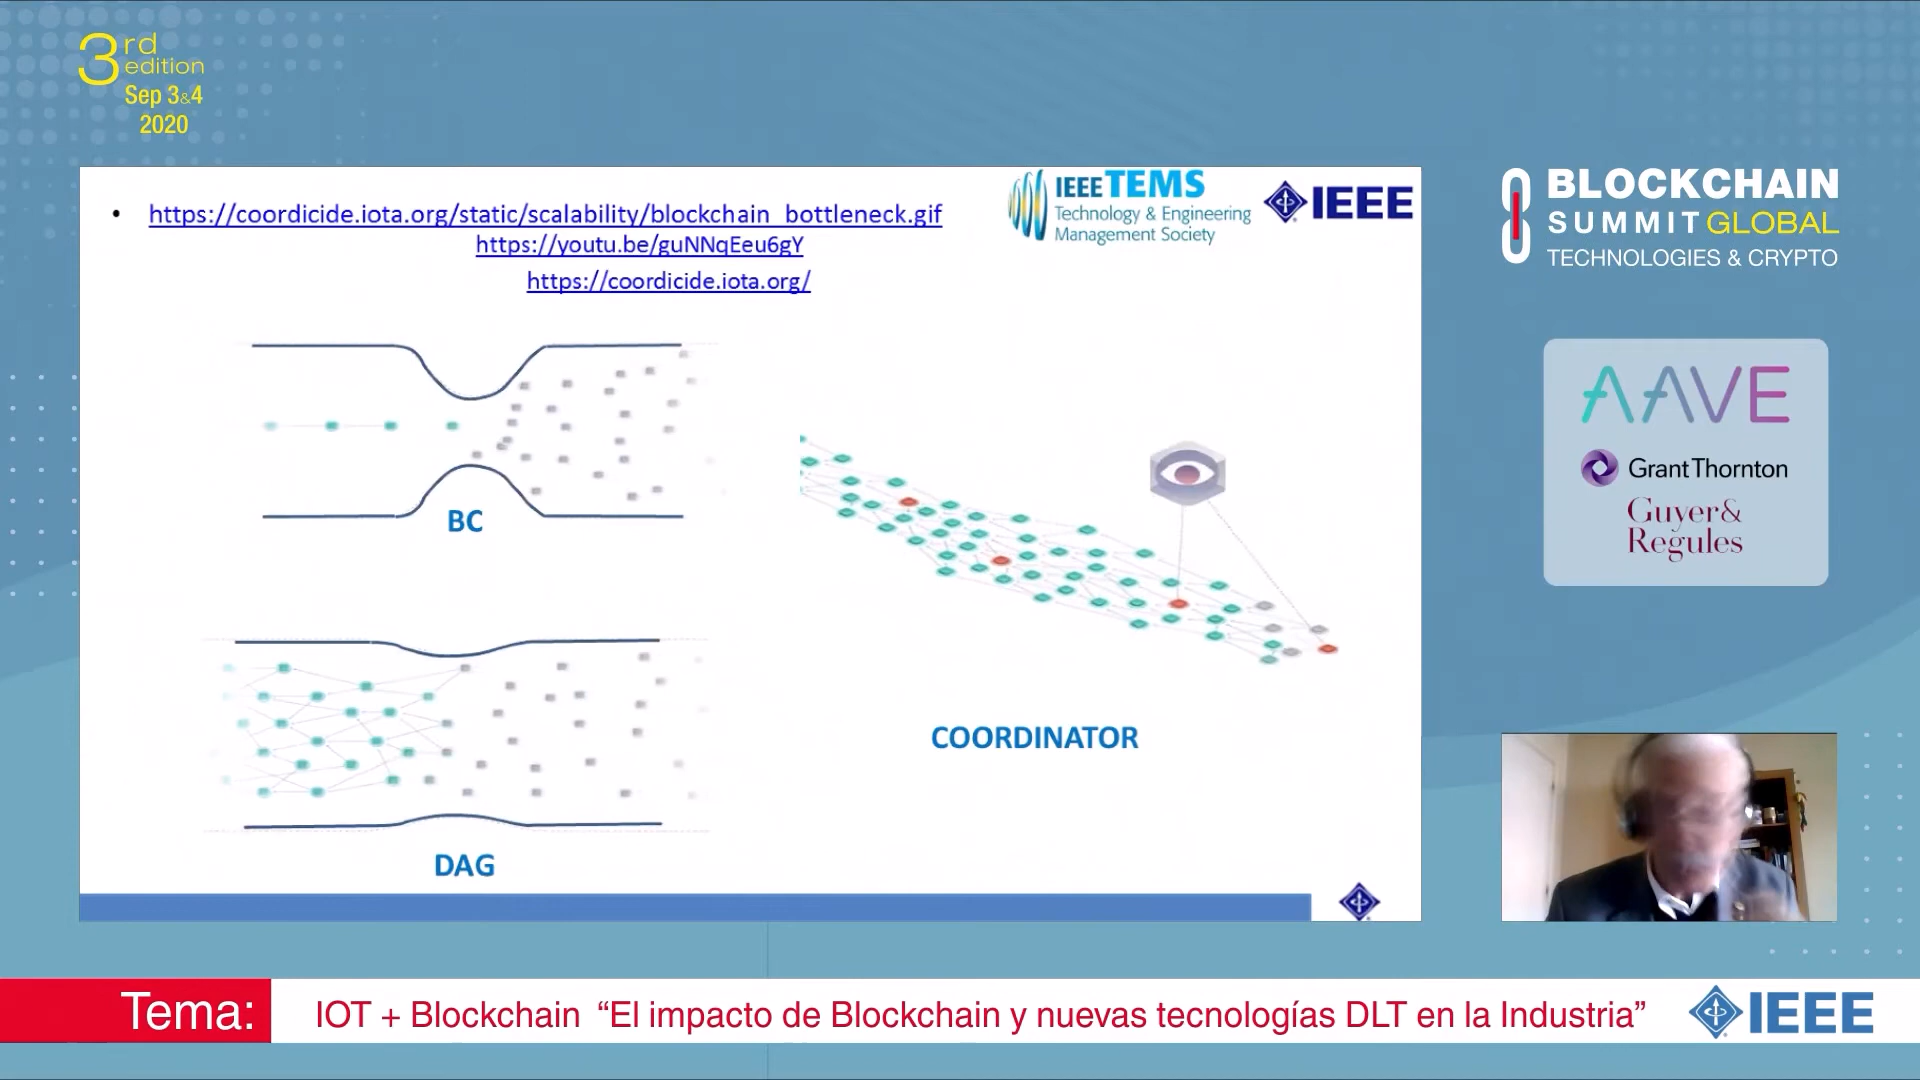 3rd
edition
Sep 3&4
2020
• https://coordicide.iota.org/static/scalability/blockchain_bottleneck.gif
https://youtu.be/guNNqEeu6gY
https://coordicide.iota.org/
IEEE TEMS
Technology & Engineering
Management Society
IEEE
BC
DAG
COORDINATOR
BLOCKCHAIN
SUMMIT GLOBAL
TECHNOLOGIES & CRYPTO
AAVE
Grant Thornton
Guyer&
Regules
Tema:
IOT + Blockchain “El impacto de Blockchain y nuevas tecnologías DLT en la Industria”
IEEE